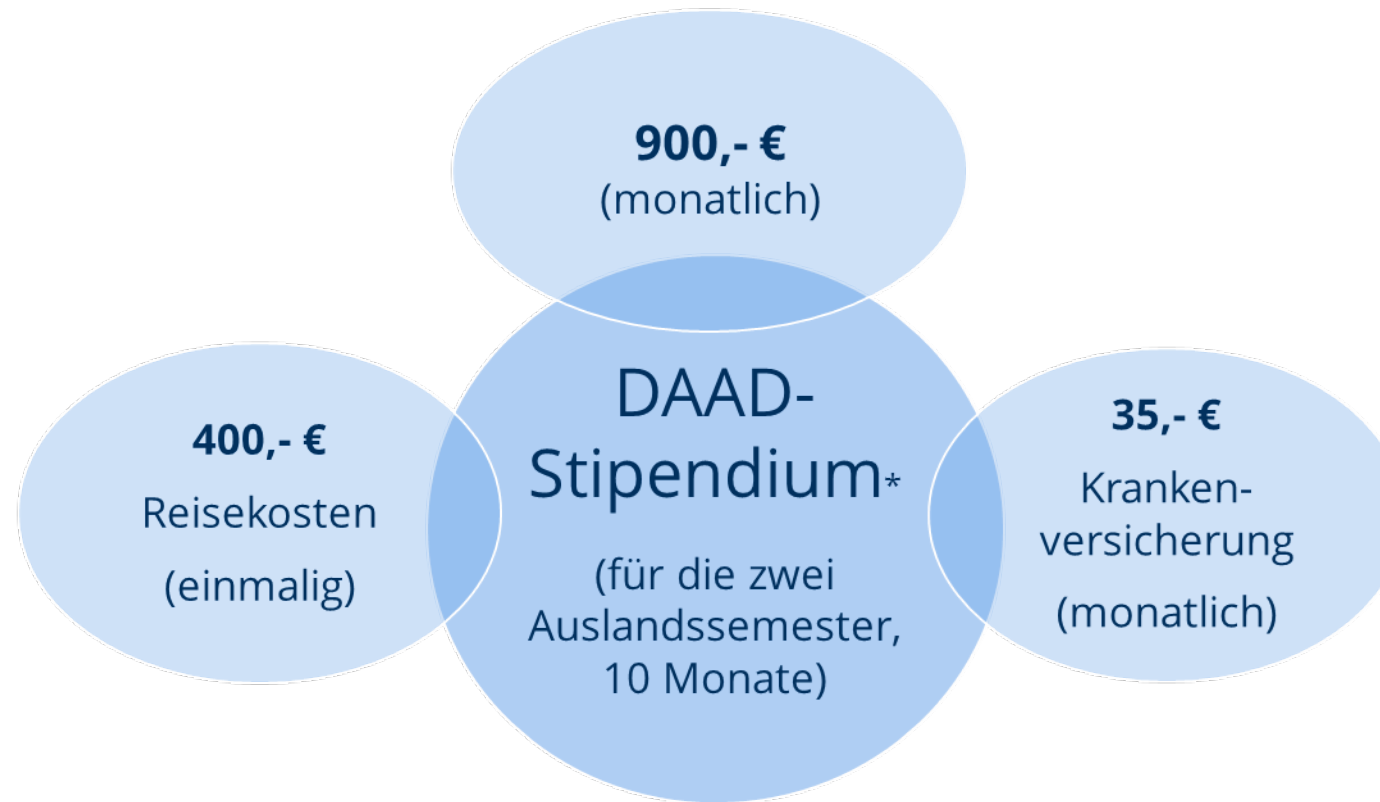 900,- €
(monatlich)
DAAD-
Stipendium*
(für die zwei
Auslandssemester,
10 Monate)
400,- €
Reisekosten
(einmalig)
35,- €
Kranken-
versicherung
(monatlich)